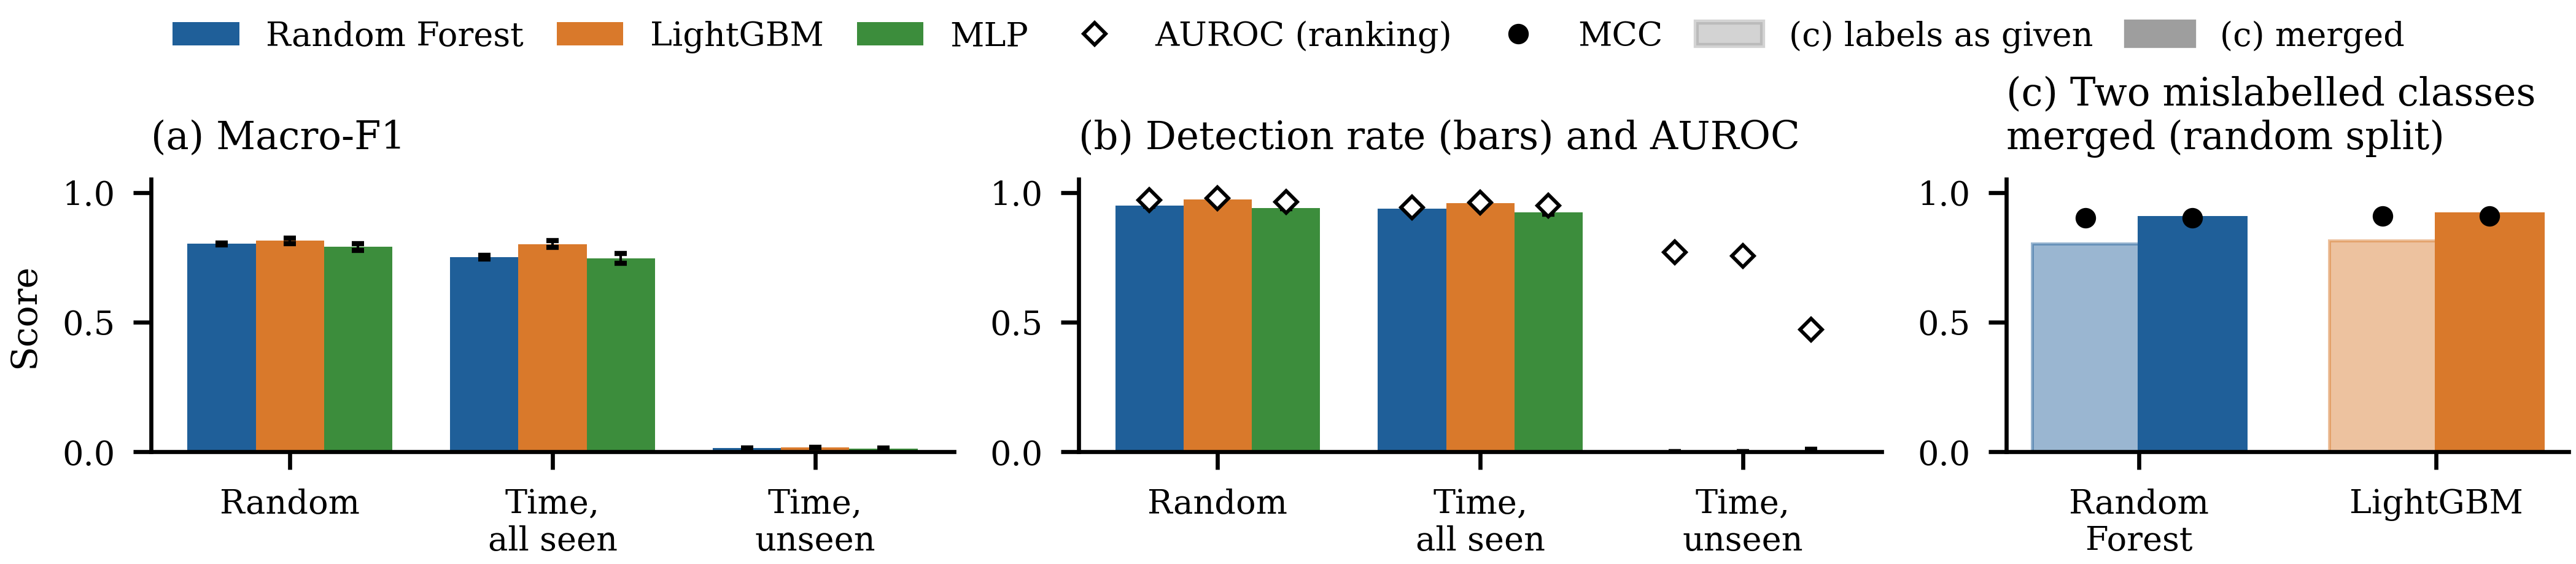 Random Forest LightGBM MLP AUROC (ranking) MCC (c) labels as given (c) merged
(a) Macro-F1
Score
1.0
0.5
0.0
Random
Time,
all seen
Time,
unseen
(b) Detection rate (bars) and AUROC
1.0
0.5
0.0
Random
Time,
all seen
Time,
unseen
(c) Two mislabelled classes
merged (random split)
1.0
0.5
0.0
Random
Forest
LightGBM